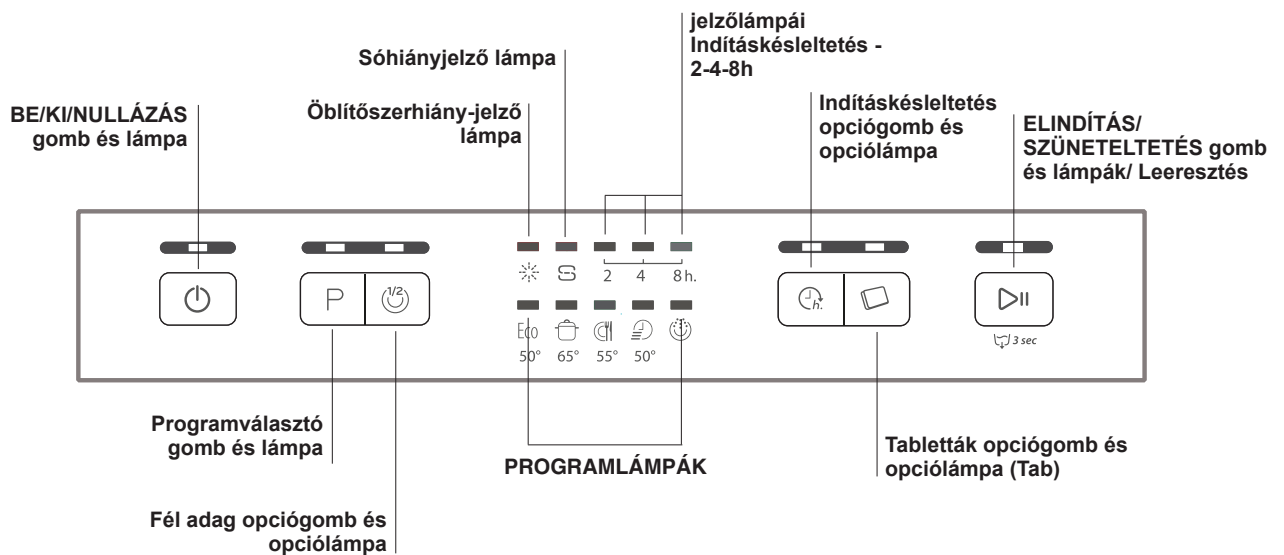 jelzőlámpái
Indításkésleltetés -
2-4-8h
Sóhiányjelző lámpa
BE/KI/NULLÁZÁS
gomb és lámpa
Öblítőszerhiány-jelző
lámpa
Indításkésleltetés
opciógomb és
opciólámpa
ELINDÍTÁS/
SZÜNETELTETÉS gomb
és lámpák/ Leeresztés
2 4 8 h.
P 1/2 h.
Eco
50° 65° 55° 50°
3 sec
Programválasztó
gomb és lámpa
PROGRAMLÁMPÁK
Tabletták opciógomb és
opciólámpa (Tab)
Fél adag opciógomb és
opciólámpa